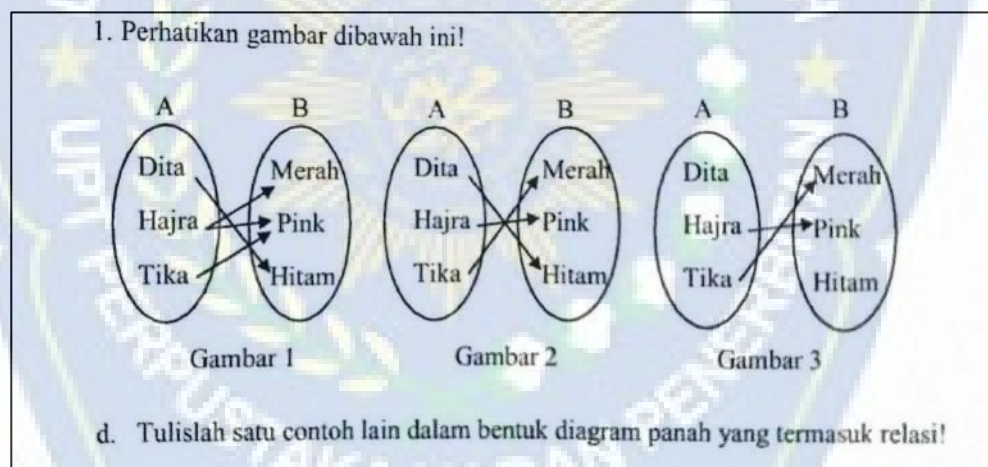 1. Perhatikan gambar dibawah ini!
A B A B A B
Dita Merah Dita Merah Dita Merah
Hajra Pink Hajra Pink Hajra Pink
Tika Hitam Tika Hitam Tika Hitam
Gambar 1 Gambar 2 Gambar 3
d. Tulislah satu contoh lain dalam bentuk diagram panah yang termasuk relasi!